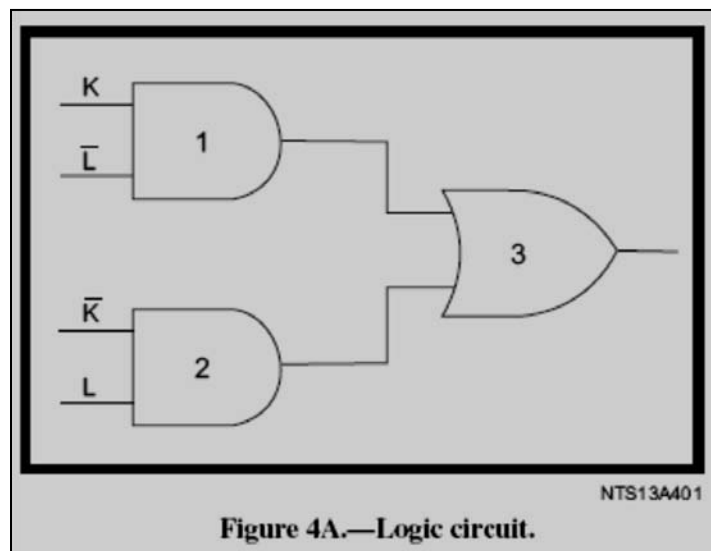 K
L̅
1
3
K̅
L
2
NTS13A401
Figure 4A.—Logic circuit.